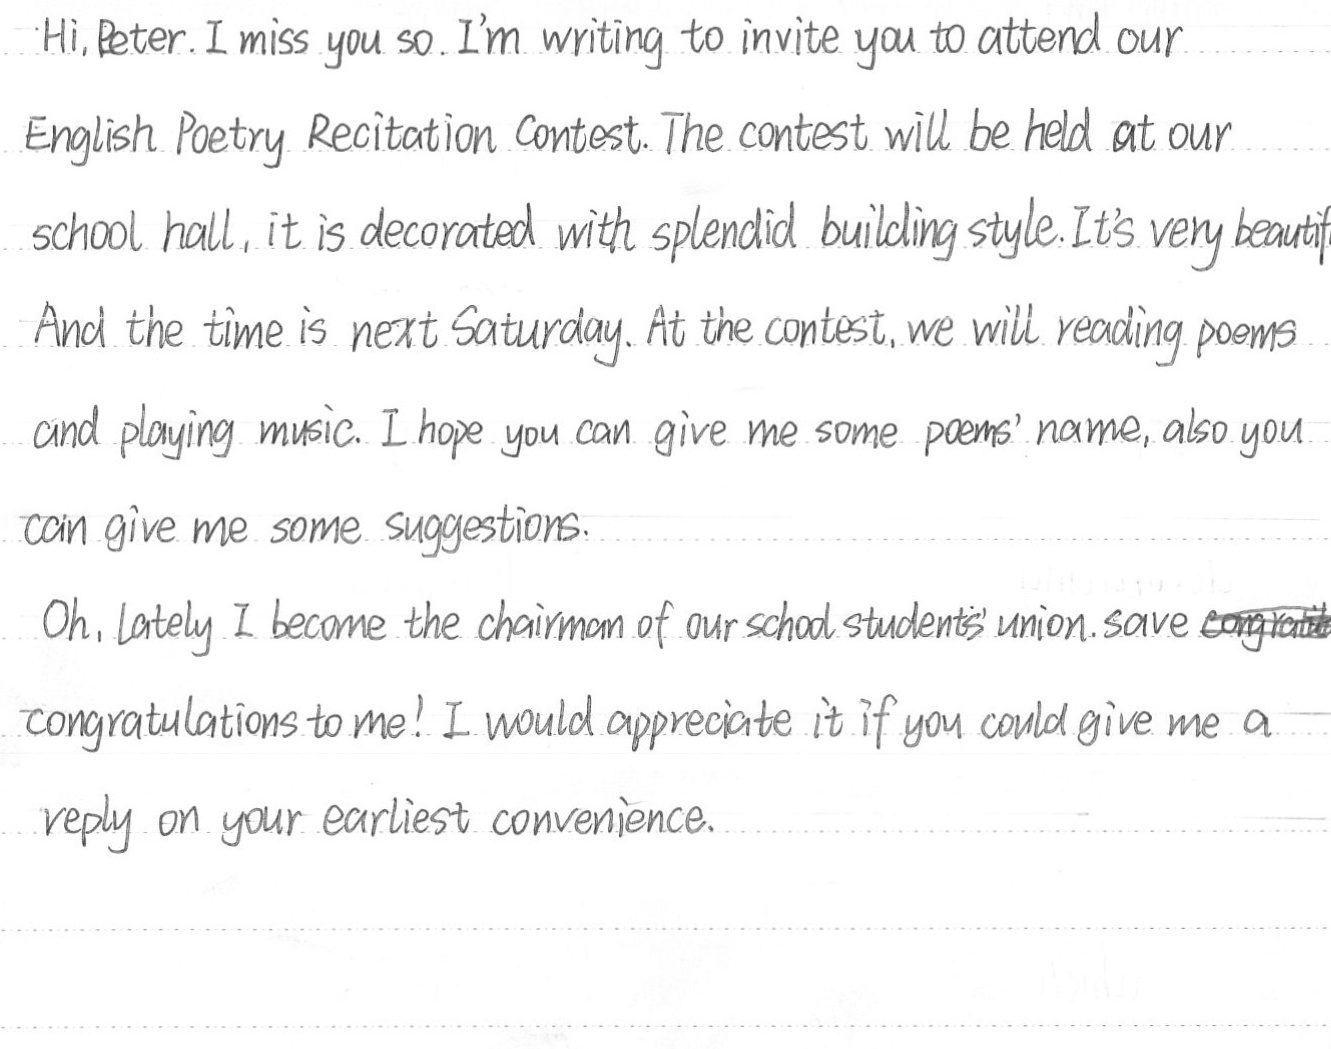 Hi, Peter. I miss you so. I'm writing to invite you to attend our
English Poetry Recitation Contest. The contest will be held at our
school hall, it is decorated with splendid building style. It's very beautif
And the time is next Saturday. At the contest, we will reading poems
and playing music. I hope you can give me some poems' name, also you
can give me some suggestions.
Oh, Lately I become the chairman of our school students' union. save
congratulations to me! I would appreciate it if you could give me a
reply on your earliest convenience.